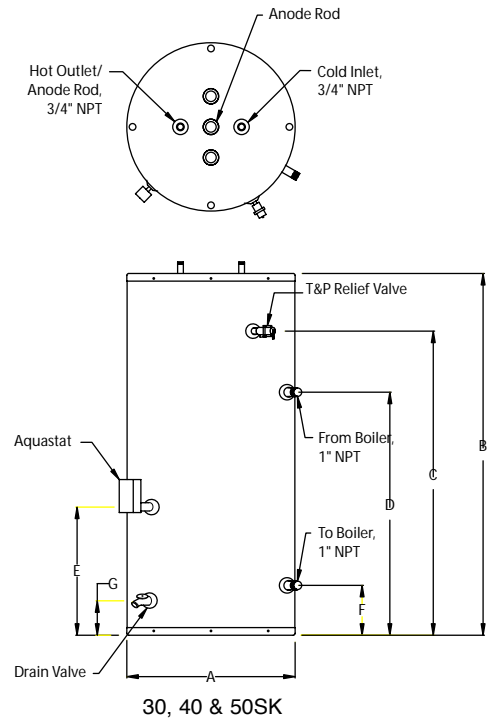 Anode Rod
Hot Outlet/
Anode Rod,
3/4" NPT
Cold Inlet,
3/4" NPT
T&P Relief Valve
From Boiler,
1" NPT
Aquastat
To Boiler,
1" NPT
Drain Valve
A
B
C
D
E
F
G
30, 40 & 50SK